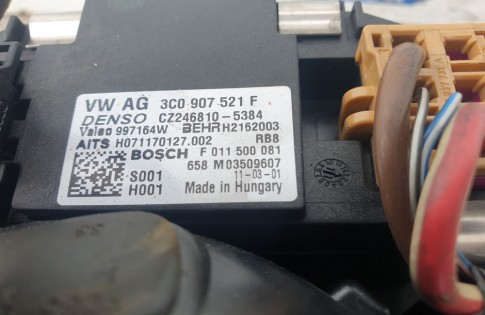 VW AG 3C0 907 521 F
DENSO CZ246810-5384
Valeo 997164W BEHR H2162003
AITS H071170127.002 RB8
BOSCH F 011 500 081
658 M03509607
S001 11-03-01
H001 Made in Hungary